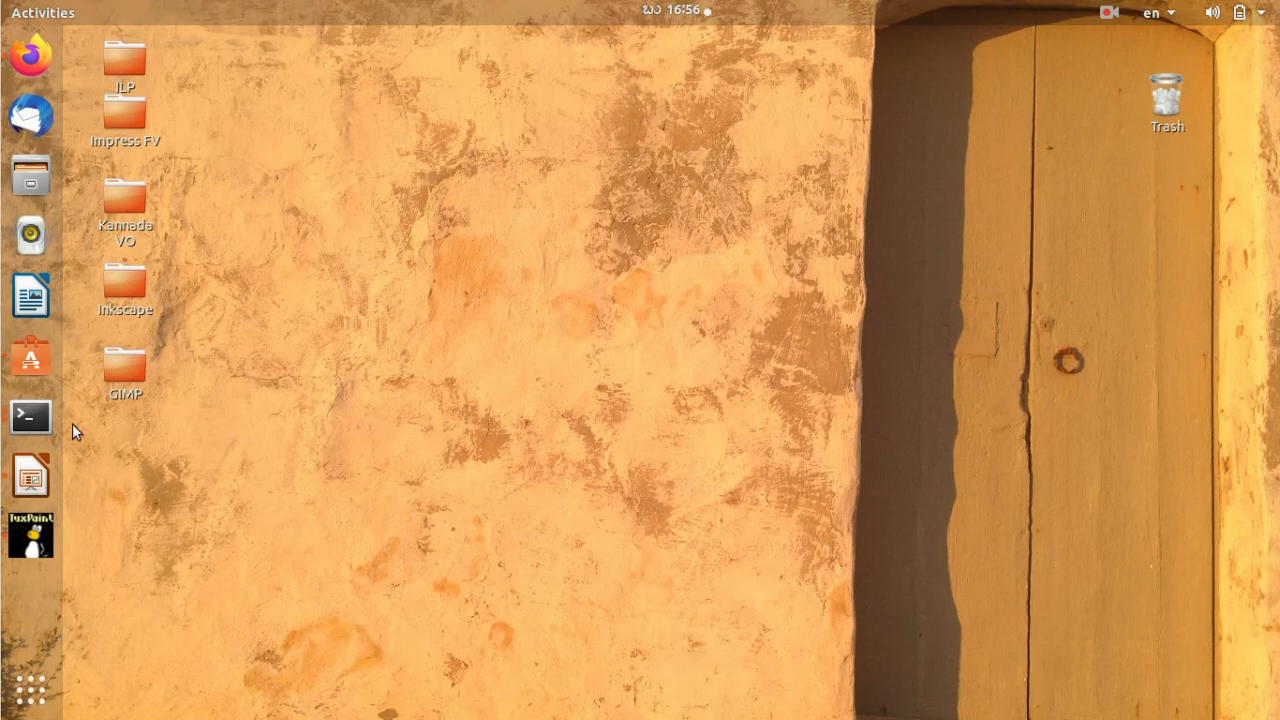 Activities
ಬು 16∶56
en
ILP
Impress FV
Kannada
VO
Inkscape
GIMP
TuxPaint
Trash